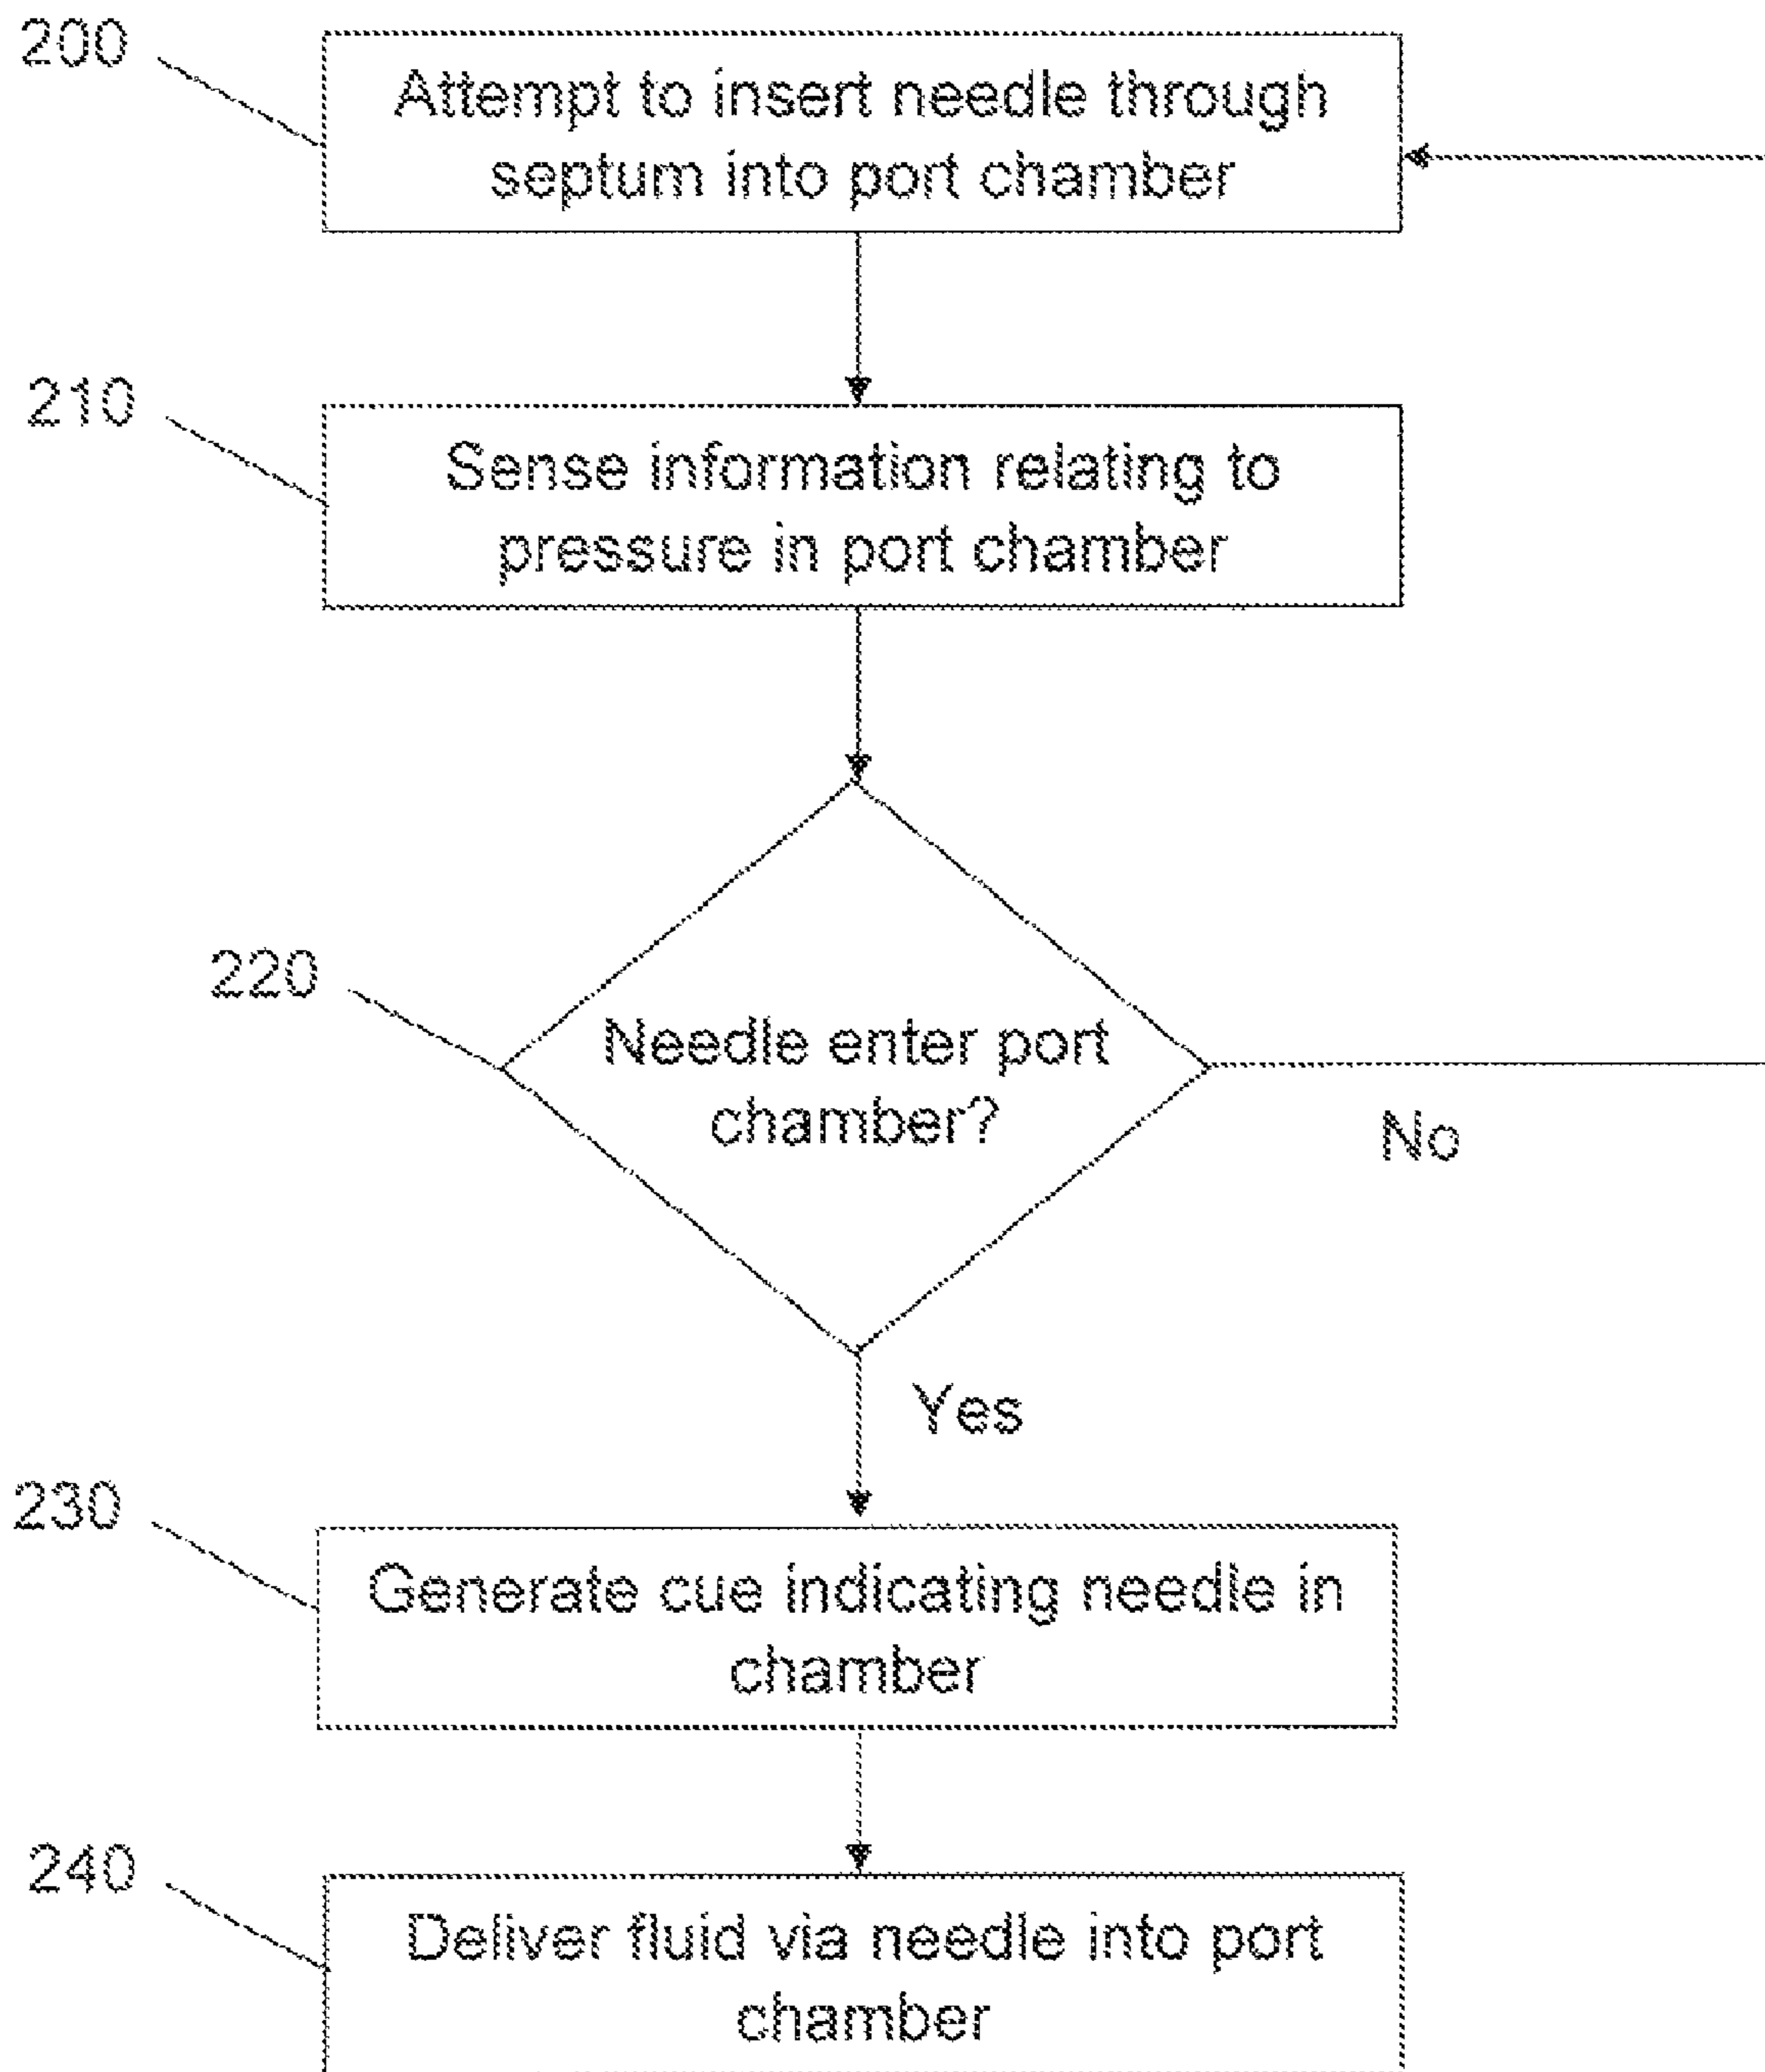 200
Attempt to insert needle through
septum into port chamber
210
Sense information relating to
pressure in port chamber
220
Needle enter port
chamber?
No
Yes
230
Generate cue indicating needle in
chamber
240
Deliver fluid via needle into port
chamber